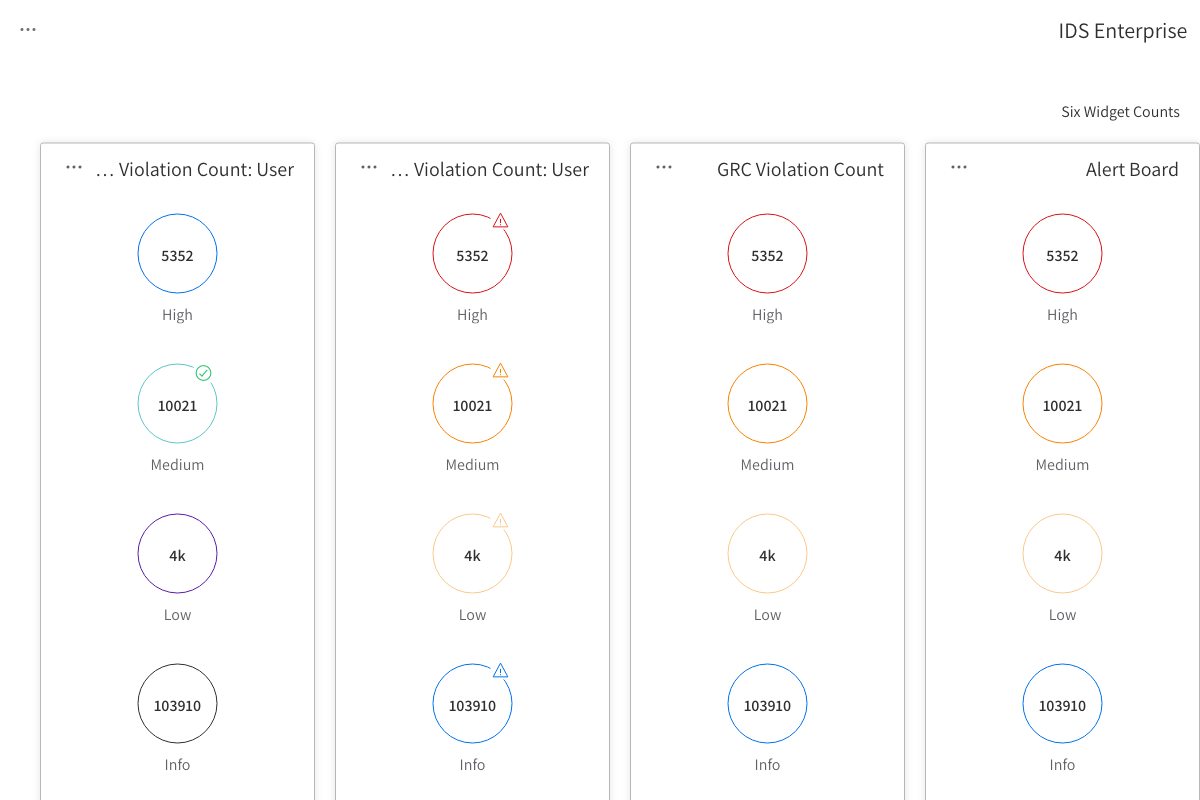 IDS Enterprise
Six Widget Counts
Alert Board
5352
High
10021
Medium
4k
Low
103910
Info
GRC Violation Count
5352
High
10021
Medium
4k
Low
103910
Info
… Violation Count: User
5352
High
10021
Medium
4k
Low
103910
Info
… Violation Count: User
5352
High
10021
Medium
4k
Low
103910
Info